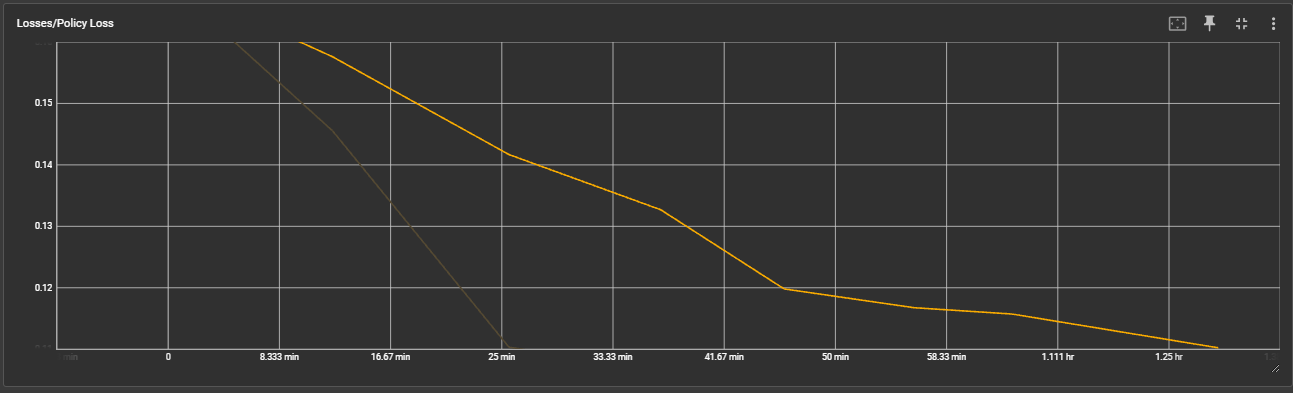 Losses/Policy Loss
0.15
0.14
0.13
0.12
0
8.333 min
16.67 min
25 min
33.33 min
41.67 min
50 min
58.33 min
1.111 hr
1.25 hr